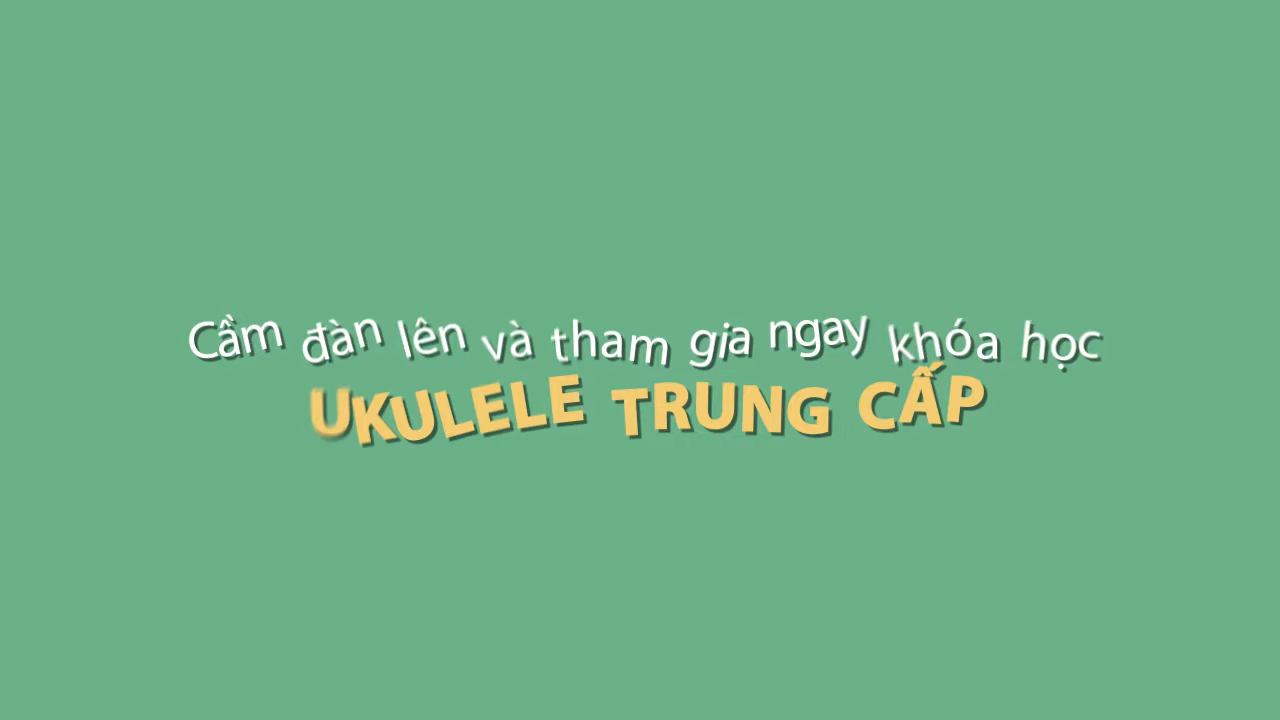 Cầm đàn lên và tham gia ngay khóa học
UKULELE TRUNG CẤP